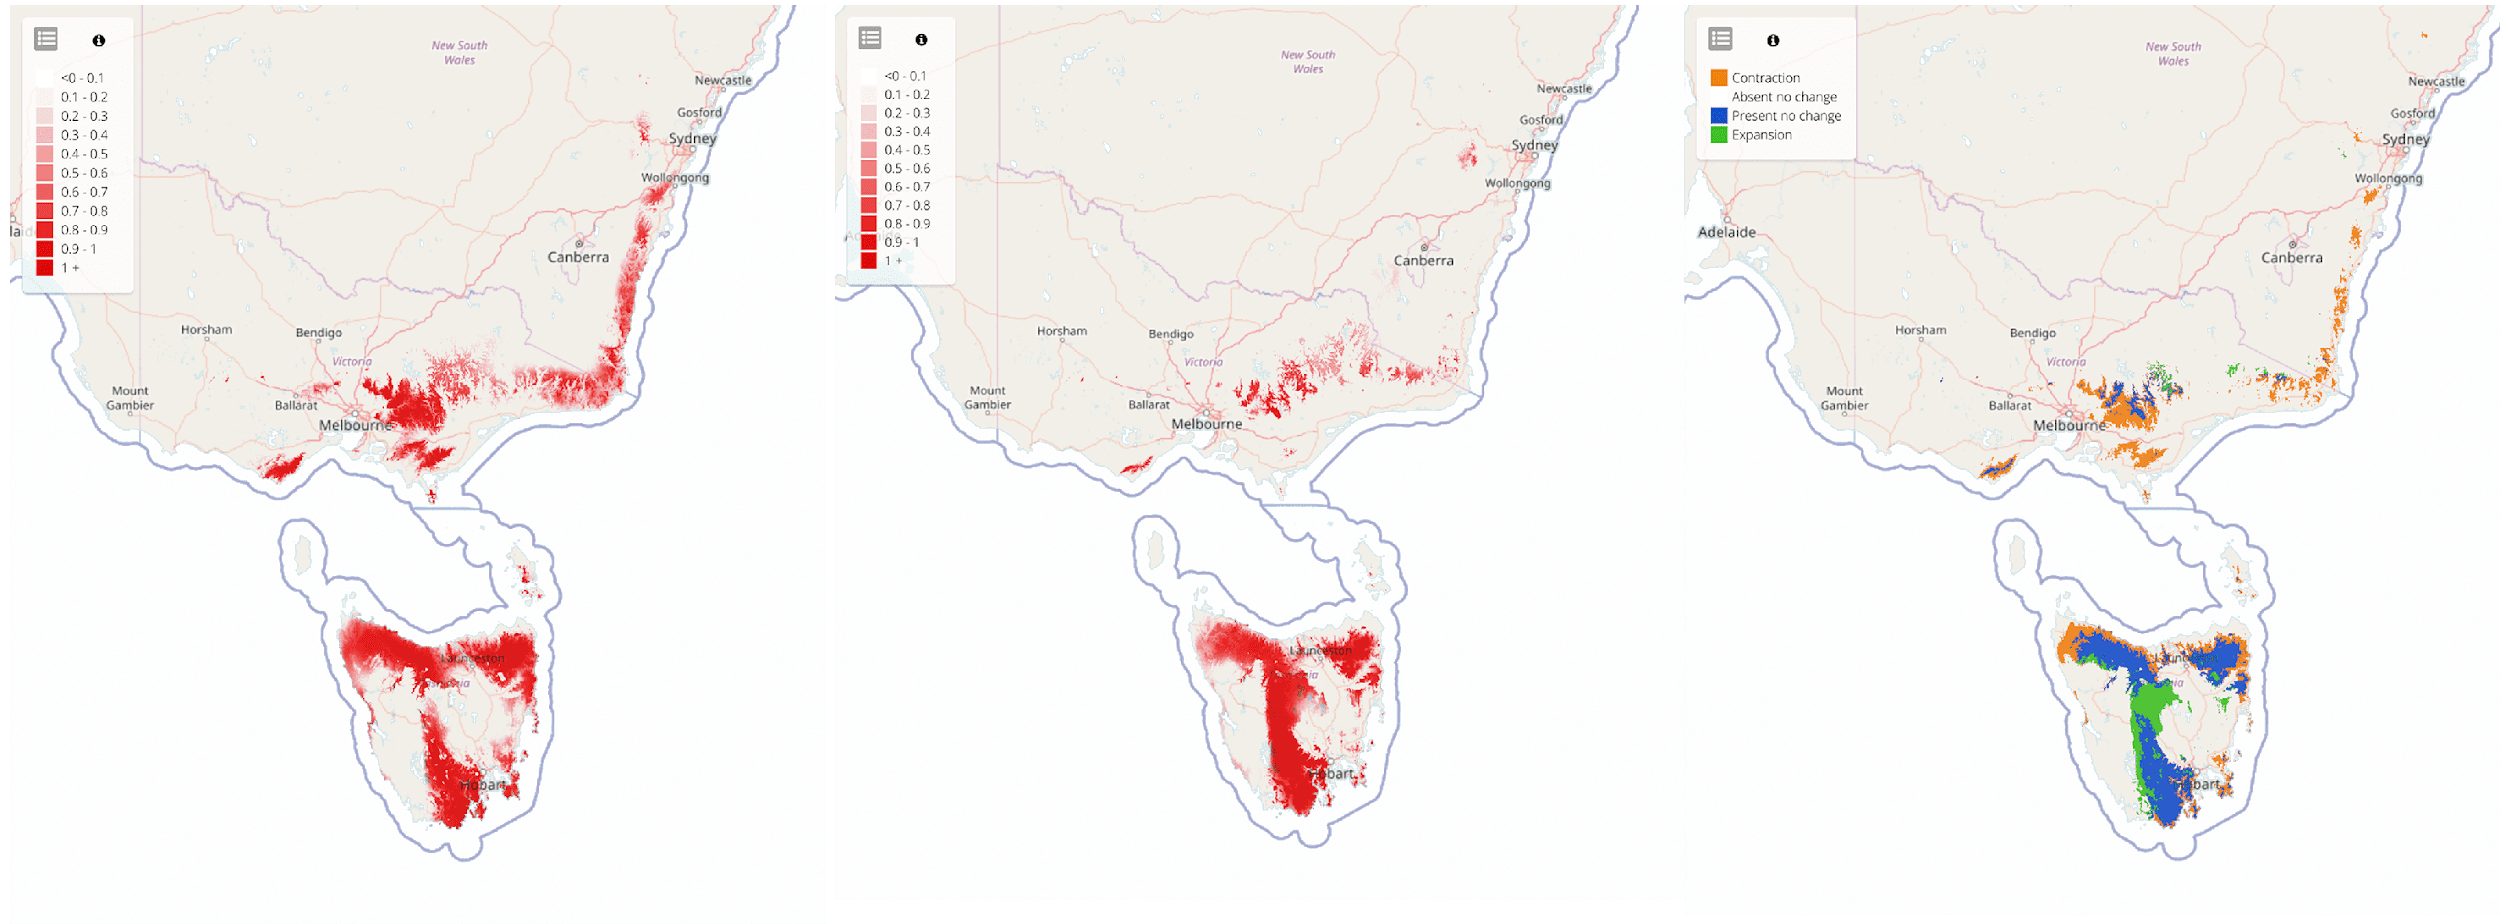 <0 - 0.1
0.1 - 0.2
0.2 - 0.3
0.3 - 0.4
0.4 - 0.5
0.5 - 0.6
0.6 - 0.7
0.7 - 0.8
0.8 - 0.9
0.9 - 1
1 +
New South
Wales
Newcastle
Gosford
Sydney
Wollongong
Canberra
Horsham
Bendigo
Victoria
Mount
Gambier
Ballarat
Melbourne
Launceston
Hobart
<0 - 0.1
0.1 - 0.2
0.2 - 0.3
0.3 - 0.4
0.4 - 0.5
0.5 - 0.6
0.6 - 0.7
0.7 - 0.8
0.8 - 0.9
0.9 - 1
1 +
New South
Wales
Newcastle
Gosford
Sydney
Wollongong
Canberra
Horsham
Bendigo
Victoria
Mount
Gambier
Ballarat
Melbourne
Launceston
Hobart
Contraction
Absent no change
Present no change
Expansion
New South
Wales
Newcastle
Gosford
Sydney
Wollongong
Adelaide
Canberra
Horsham
Bendigo
Victoria
Mount
Gambier
Ballarat
Melbourne